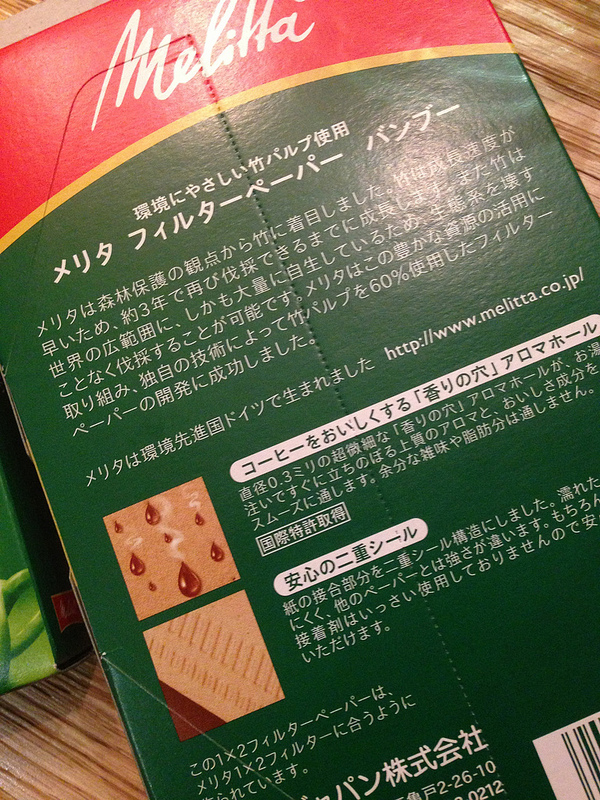 Melitta
環境にやさしい竹パルプ使用
メリタ フィルターペーパー バンブー
メリタは森林保護の観点から竹に着目しました。竹は成長速度が
早いため、約3年で再び伐採できるまでに成長します。また竹は
世界の広範囲に、しかも大量に自生しているため、生態系を壊す
ことなく伐採することが可能です。メリタはこの豊かな資源の活用に
取り組み、独自の技術によって竹パルプを60%使用したフィルター
ペーパーの開発に成功しました。
メリタは環境先進国ドイツで生まれました http://www.melitta.co.jp/
コーヒーをおいしくする「香りの穴」アロマホール
直径0.3ミリの超微細な「香りの穴」アロマホールが、お湯
注いですぐに立ちのぼる上質のアロマと、おいしさ成分を
スムーズに通します。余分な雑味や脂肪分は通しません。
国際特許取得
安心の二重シール
紙の接合部分を二重シール構造にしました。濡れた
にくく、他のペーパーとは強さが違います。もちろん
接着剤はいっさい使用しておりませんので安
いただけます。
この1×2フィルターペーパーは、
メリタ1×2フィルターに合うように
られています。
パン株式会社
亀戸2-26-10
0212